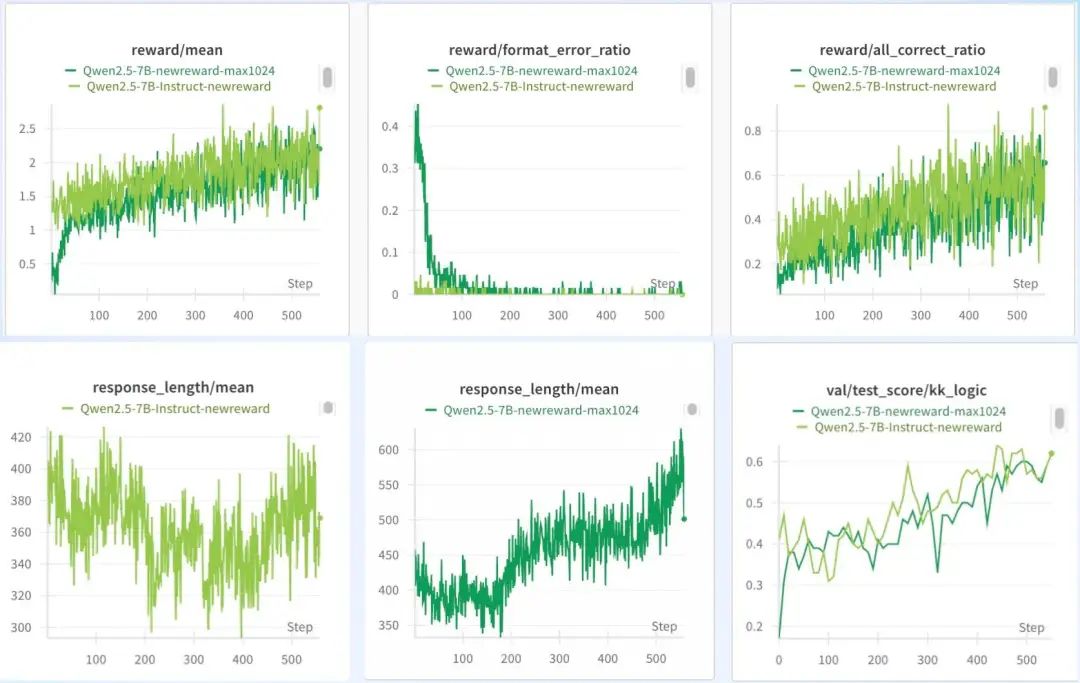 reward/mean
Qwen2.5-7B-newreward-max1024
Qwen2.5-7B-Instruct-newreward
2.5
2
1.5
1
0.5
Step
100 200 300 400 500
reward/format_error_ratio
Qwen2.5-7B-newreward-max1024
Qwen2.5-7B-Instruct-newreward
0.4
0.3
0.2
0.1
0
Step
100 200 300 400 500
reward/all_correct_ratio
Qwen2.5-7B-newreward-max1024
Qwen2.5-7B-Instruct-newreward
0.8
0.6
0.4
0.2
Step
100 200 300 400 500
response_length/mean
Qwen2.5-7B-Instruct-newreward
420
400
380
360
340
320
300
Step
100 200 300 400 500
response_length/mean
Qwen2.5-7B-newreward-max1024
600
550
500
450
400
350
Step
100 200 300 400 500
val/test_score/kk_logic
Qwen2.5-7B-newreward-max1024
Qwen2.5-7B-Instruct-newreward
0.6
0.5
0.4
0.3
0.2
Step
0 100 200 300 400 500